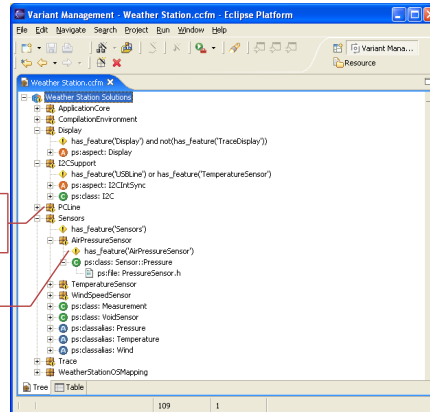 Variant Management - Weather Station.ccfm - Eclipse Platform
File Edit Navigate Search Project Run Window Help
Variant Mana...
Resource
Weather Station.ccfm
Weather Station Solutions
ApplicationCore
CompilationEnvironment
Display
has_feature('Display') and not(has_feature('TraceDisplay'))
ps:aspect: Display
I2CSupport
has_feature('USBLine') or has_feature('TemperatureSensor')
ps:aspect: I2CIntSync
ps:class: I2C
PCLine
Sensors
has_feature('Sensors')
AirPressureSensor
has_feature('AirPressureSensor')
ps:class: Sensor::Pressure
ps:file: PressureSensor.h
TemperatureSensor
WindSpeedSensor
ps:class: Measurement
ps:class: VoidSensor
ps:classalias: Pressure
ps:classalias: Temperature
ps:classalias: Wind
Trace
WeatherStationOSMapping
Tree Table
109 1